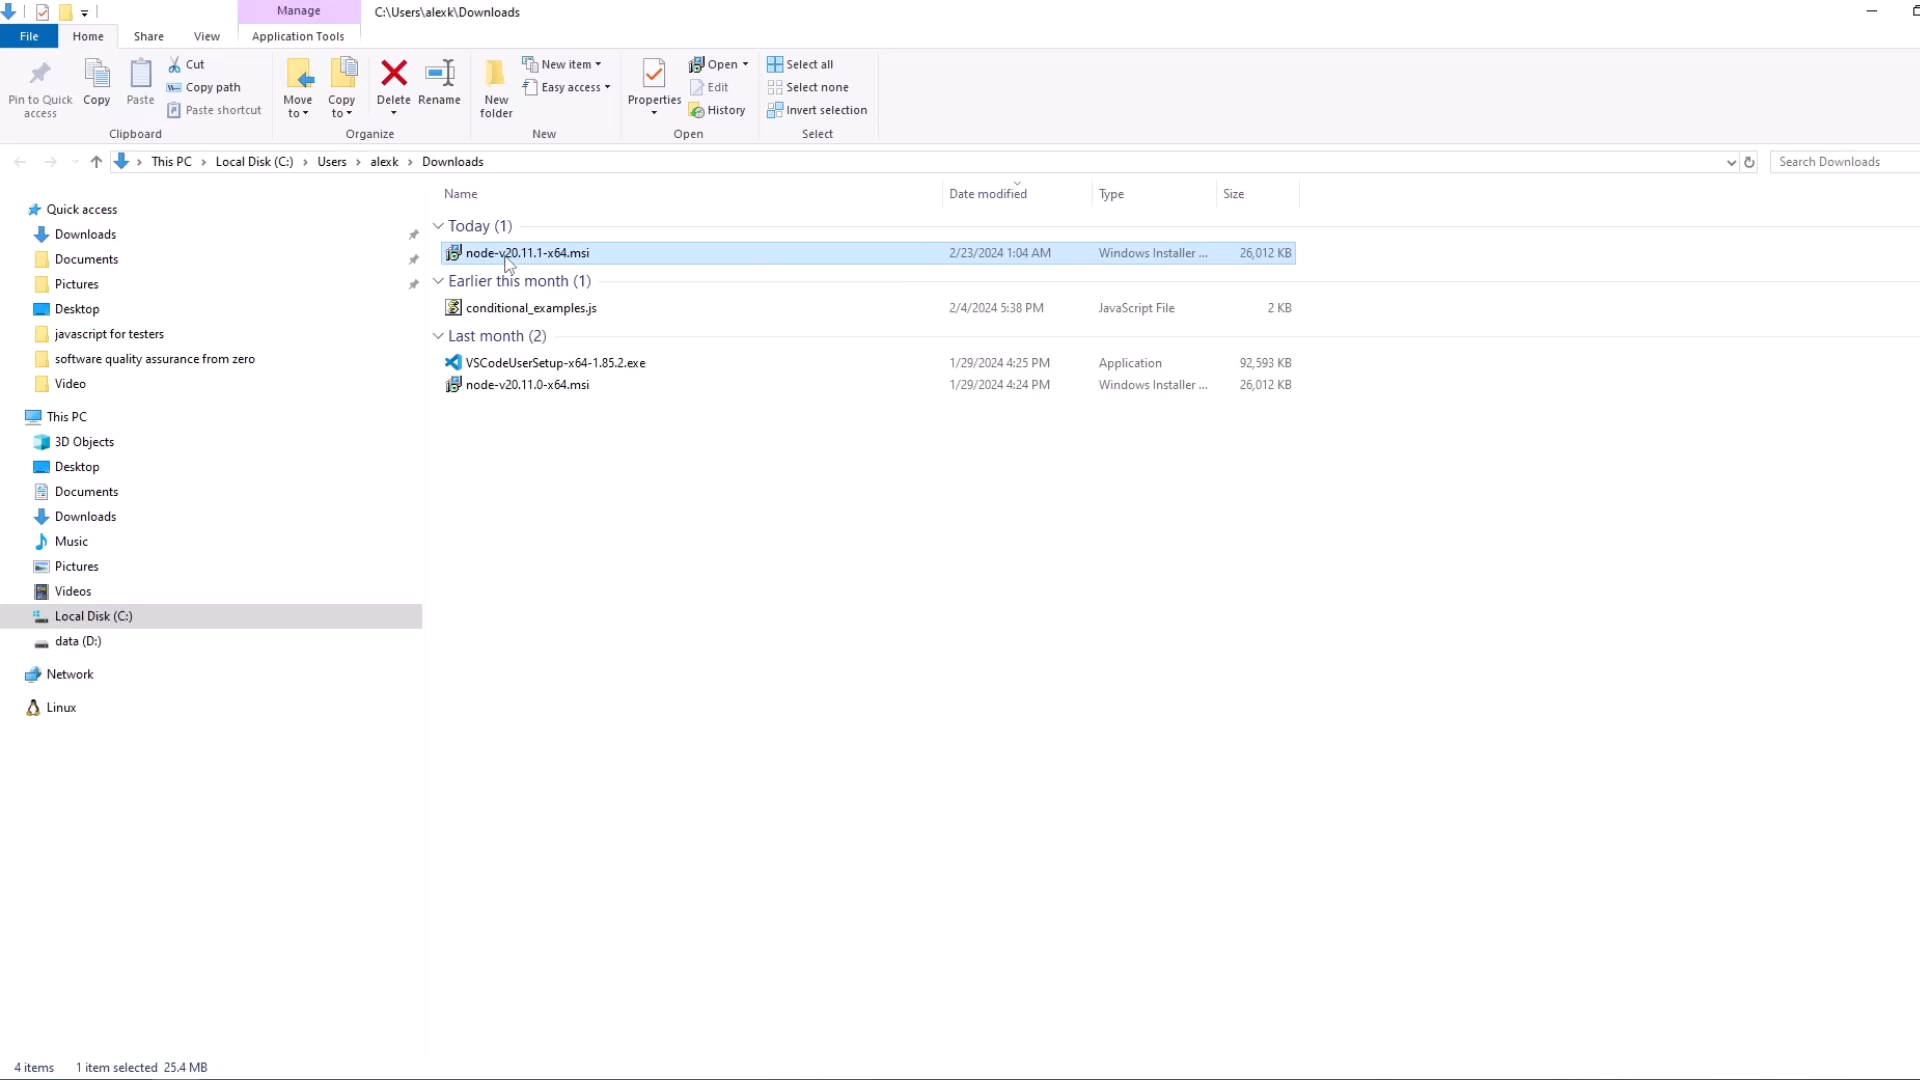 Manage
C:\Users\alexk\Downloads
File
Home
Share
View
Application Tools
Pin to Quick access
Copy
Paste
Cut
Copy path
Paste shortcut
Clipboard
Move to
Copy to
Delete
Rename
Organize
New folder
New item
Easy access
New
Properties
Open
Edit
History
Open
Select all
Select none
Invert selection
Select
This PC > Local Disk (C:) > Users > alexk > Downloads
Search Downloads
Name
Date modified
Type
Size
Quick access
Downloads
Documents
Pictures
Desktop
javascript for testers
software quality assurance from zero
Video
This PC
3D Objects
Desktop
Documents
Downloads
Music
Pictures
Videos
Local Disk (C:)
data (D:)
Network
Linux
Today (1)
node-v20.11.1-x64.msi 2/23/2024 1:04 AM Windows Installer ... 26,012 KB
Earlier this month (1)
conditional_examples.js 2/4/2024 5:38 PM JavaScript File 2 KB
Last month (2)
VSCodeUserSetup-x64-1.85.2.exe 1/29/2024 4:25 PM Application 92,593 KB
node-v20.11.0-x64.msi 1/29/2024 4:24 PM Windows Installer ... 26,012 KB
4 items 1 item selected 25.4 MB